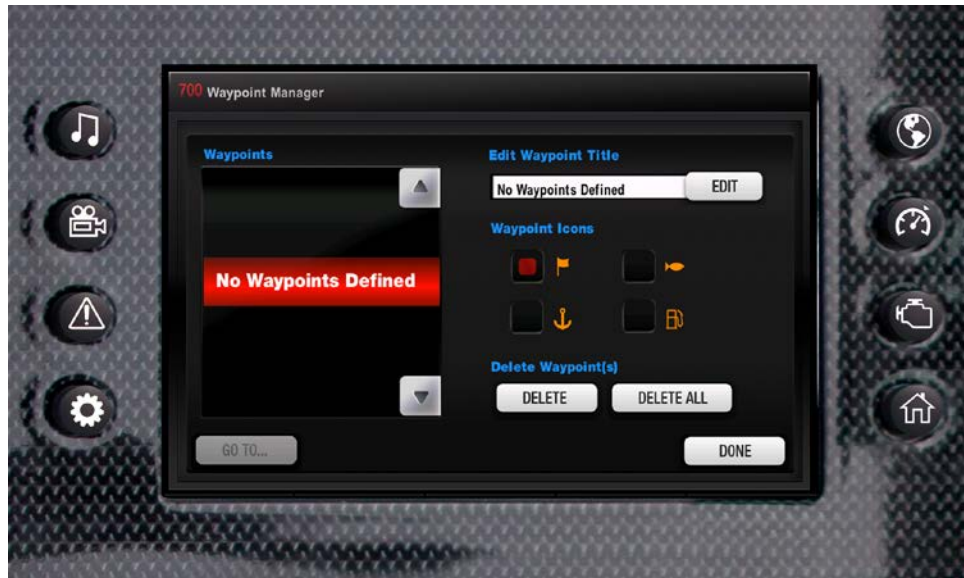 700 Waypoint Manager
Waypoints
No Waypoints Defined
GO TO...
Edit Waypoint Title
No Waypoints Defined
EDIT
Waypoint Icons
Delete Waypoint(s)
DELETE
DELETE ALL
DONE